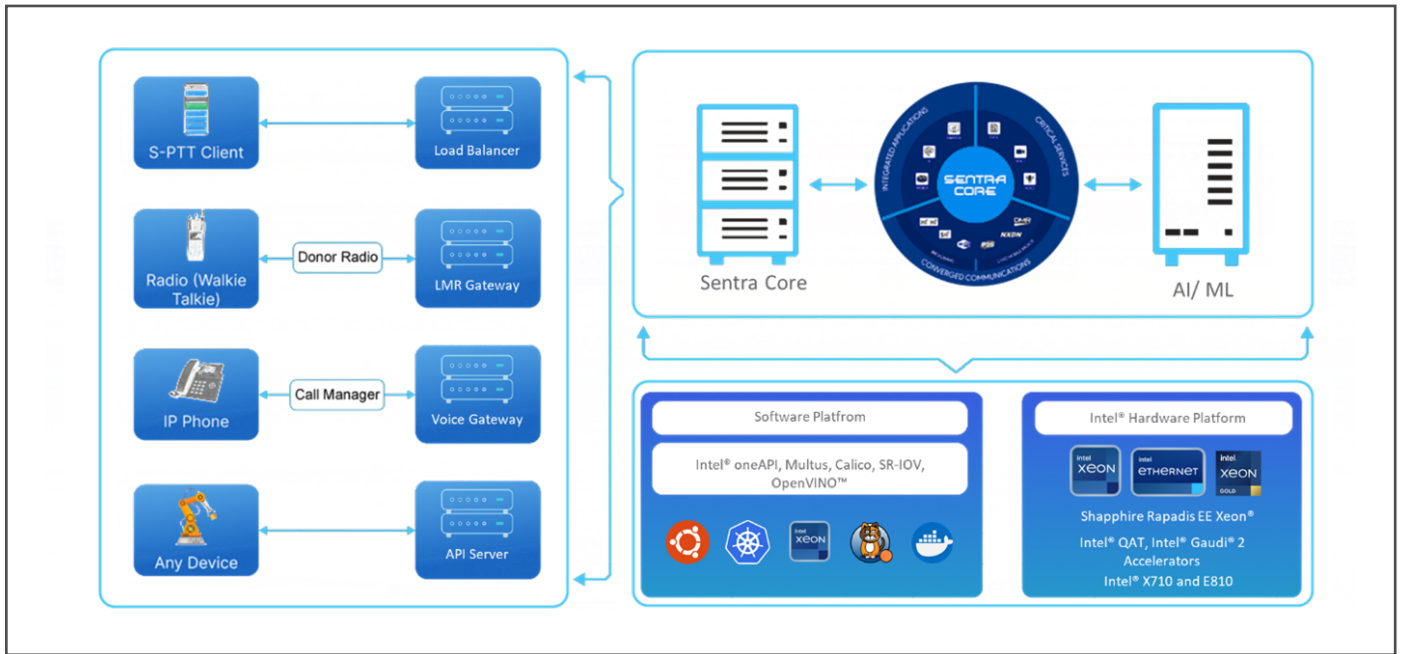 S-PTT Client
Load Balancer
Radio (Walkie
Talkie)
Donor Radio
LMR Gateway
IP Phone
Call Manager
Voice Gateway
Any Device
API Server
Sentra Core
INTEGRATED APPLICATIONS
CRITICAL SERVICES
SENTRA
CORE
DMR
NXDN
P25
CONVERGED COMMUNICATIONS
AI/ ML
Software Platfrom
Intel® oneAPI, Multus, Calico, SR-IOV,
OpenVINO™
intel
XEON
Intel® Hardware Platform
intel
XEON
intel
ETHERNET
intel
XEON
GOLD
Shapphire Rapadis EE Xeon®
Intel® QAT, Intel® Gaudi® 2
Accelerators
Intel® X710 and E810